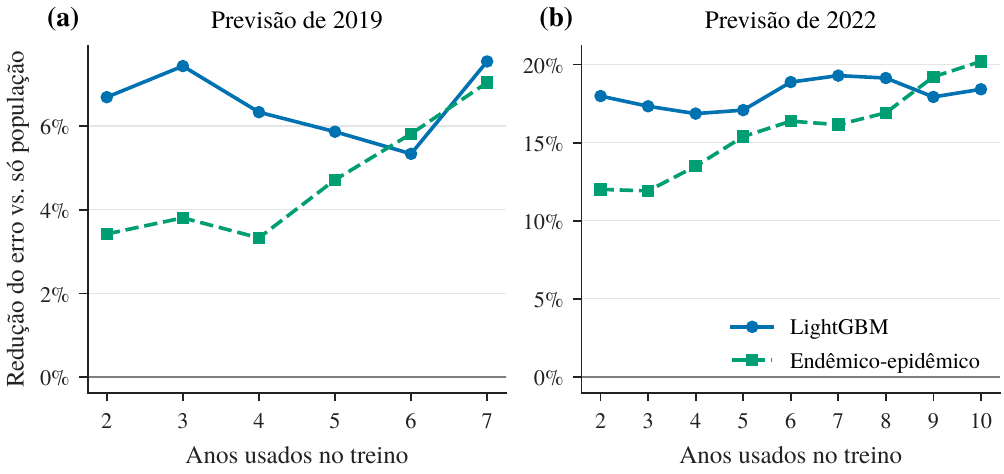 (a)
Previsão de 2019
Redução do erro vs. só população
6%
4%
2%
0%
2 3 4 5 6 7
Anos usados no treino
(b)
Previsão de 2022
20%
15%
10%
5%
0%
LightGBM
Endêmico-epidêmico
2 3 4 5 6 7 8 9 10
Anos usados no treino